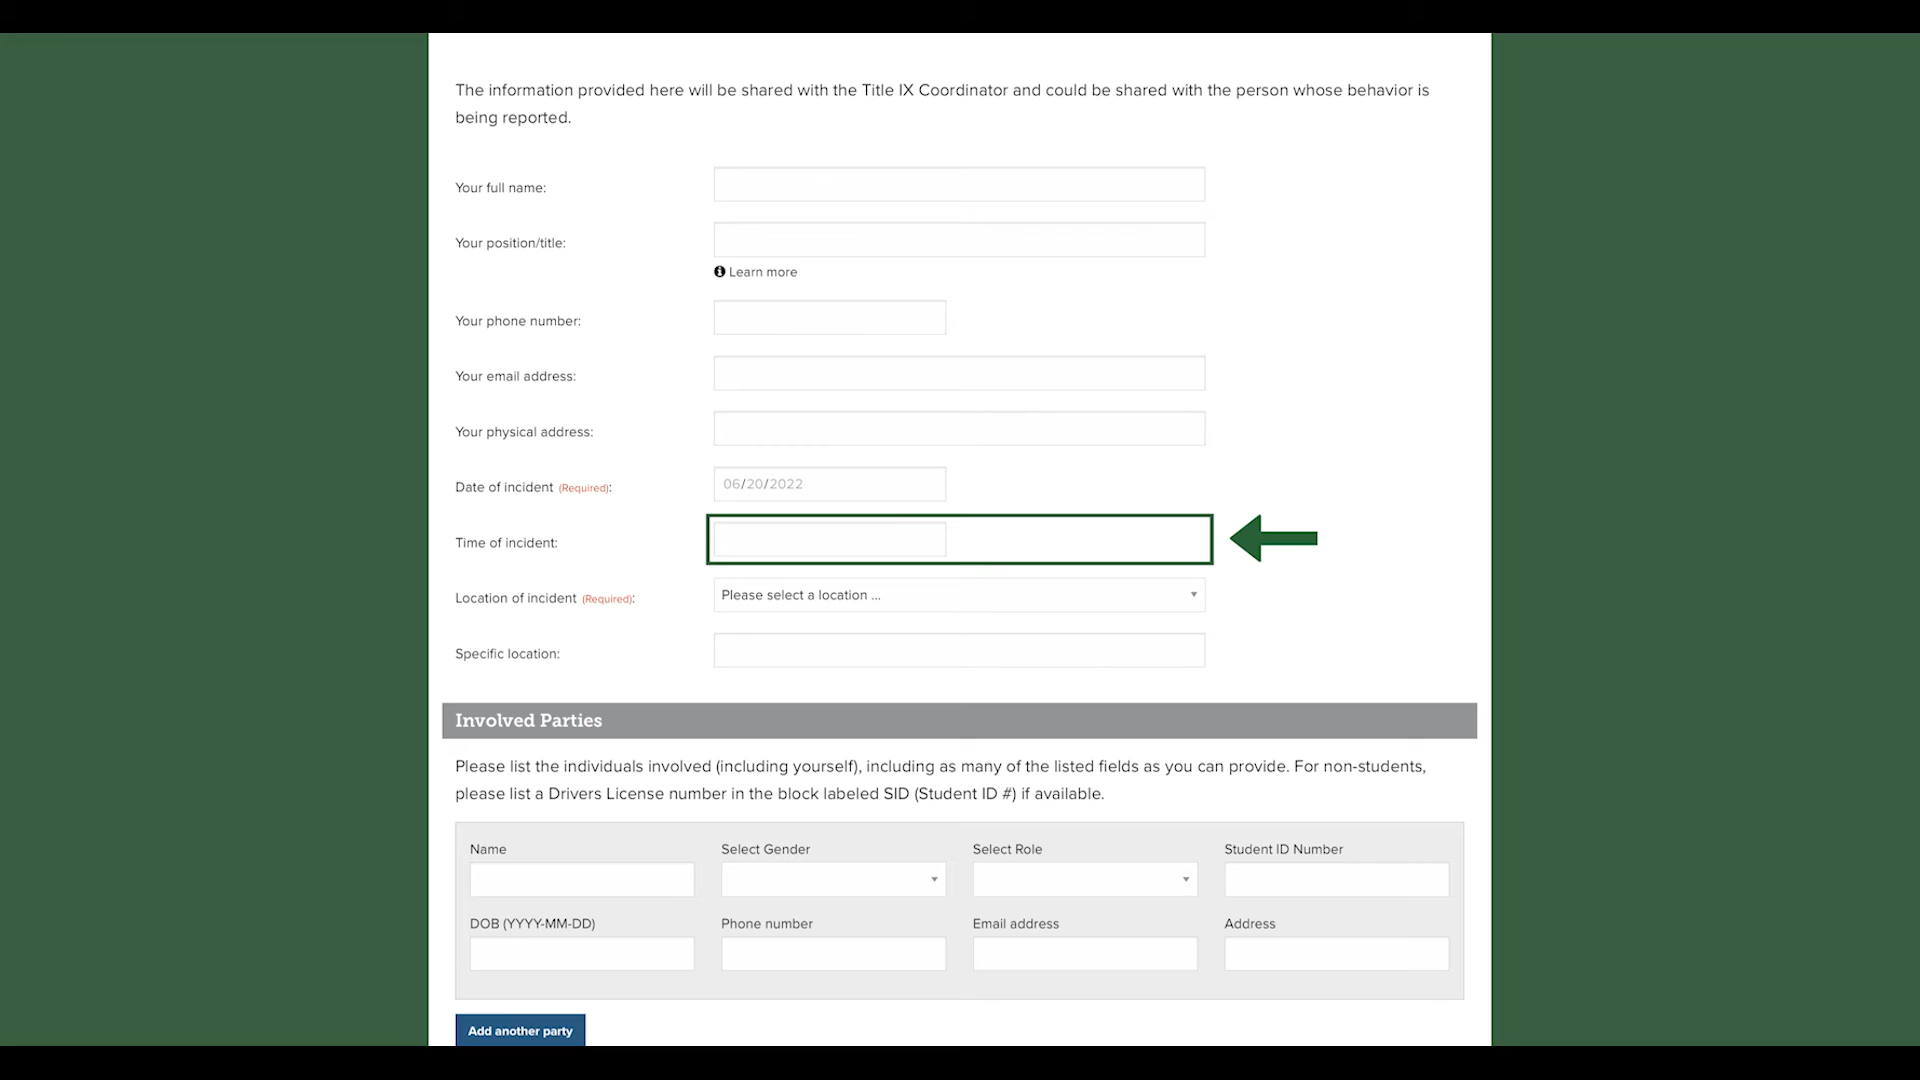 The information provided here will be shared with the Title IX Coordinator and could be shared with the person whose behavior is
being reported.
Your full name:
Your position/title:
Learn more
Your phone number:
Your email address:
Your physical address:
Date of incident (Required):
06/20/2022
Time of incident:
Location of incident (Required):
Please select a location ...
Specific location:
Involved Parties
Please list the individuals involved (including yourself), including as many of the listed fields as you can provide. For non-students,
please list a Drivers License number in the block labeled SID (Student ID #) if available.
Name Select Gender Select Role Student ID Number
DOB (YYYY-MM-DD) Phone number Email address Address
Add another party